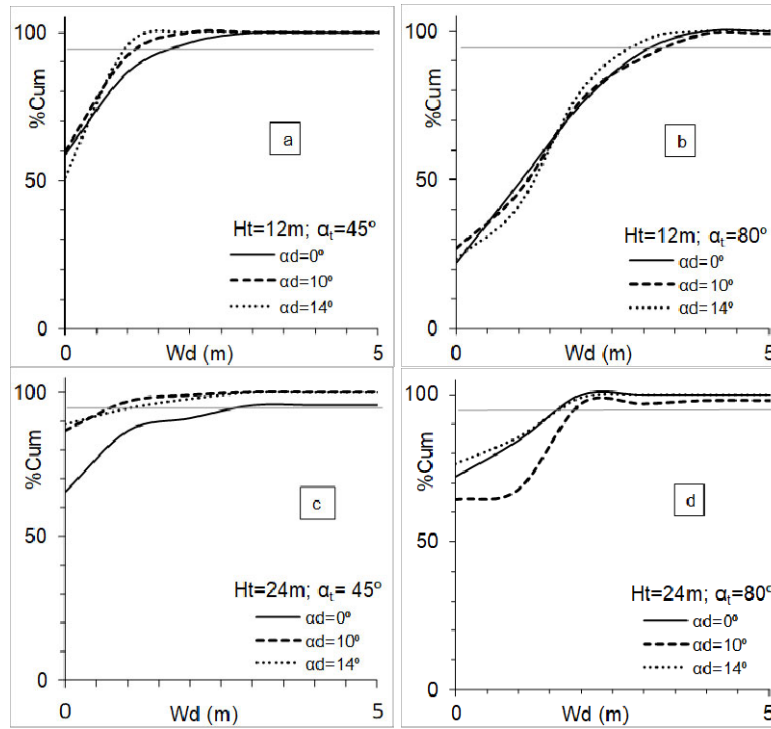 100
%Cum
50
0
a
Ht=12m; αt=45º
αd=0º
αd=10º
αd=14º
0
Wd (m)
5
100
%Cum
50
0
b
Ht=12m; αt=80º
αd=0º
αd=10º
αd=14º
0
Wd (m)
5
100
%Cum
50
0
c
Ht=24m; αt= 45º
αd=0º
αd=10º
αd=14º
0
Wd (m)
5
100
%Cum
50
0
d
Ht=24m; αt=80º
αd=0º
αd=10º
αd=14º
0
Wd (m)
5